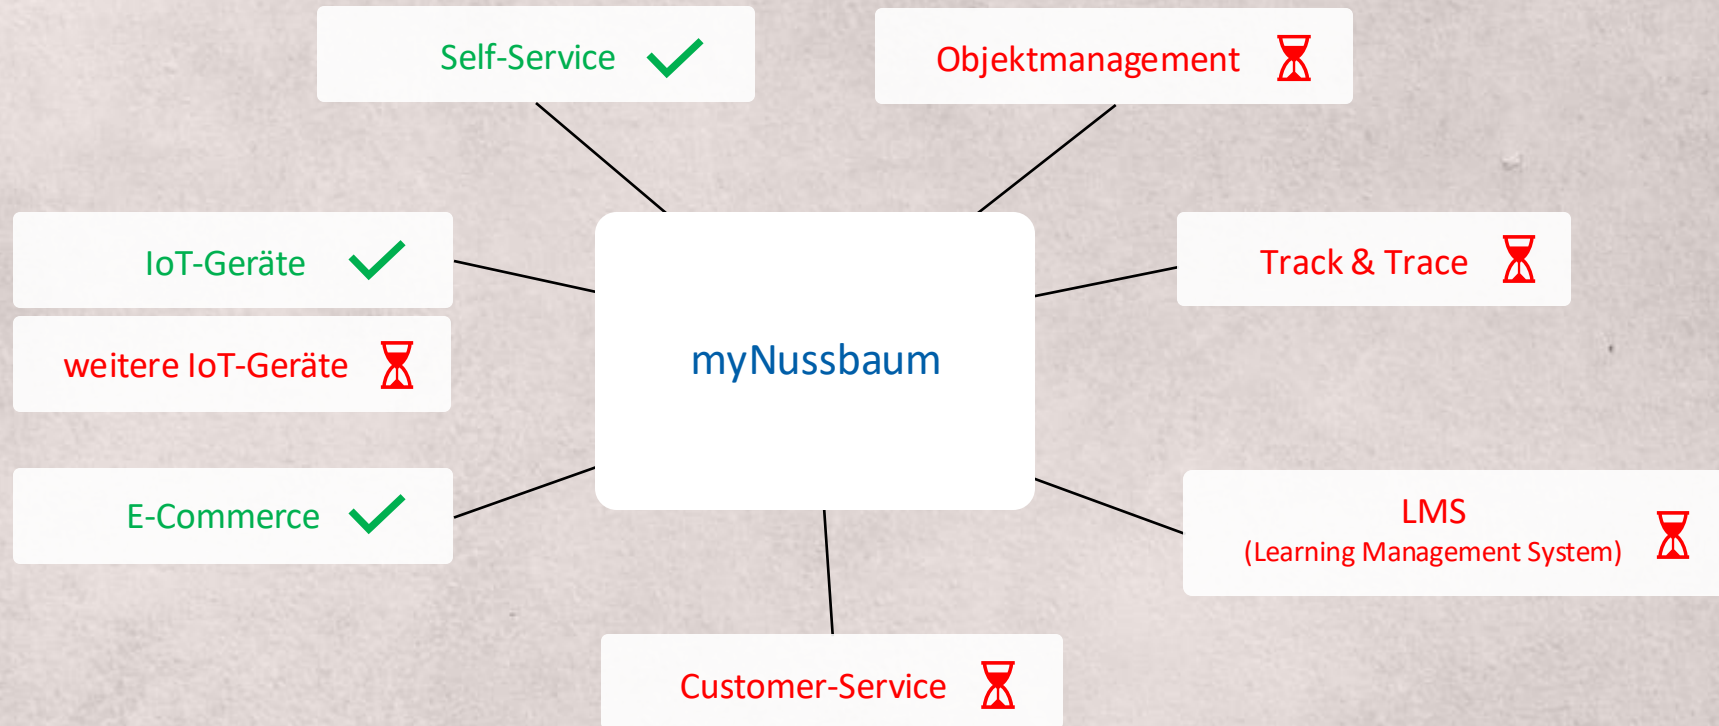 Self-Service
Objektmanagement
IoT-Geräte
Track & Trace
weitere IoT-Geräte
myNussbaum
E-Commerce
LMS
(Learning Management System)
Customer-Service